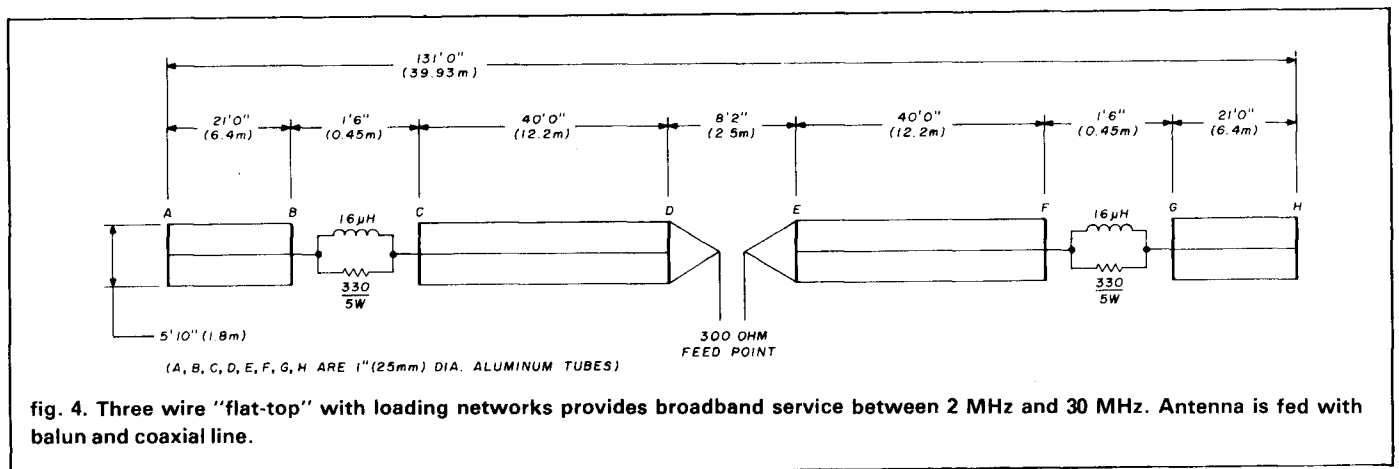 131'0"
(39.93m)
21'0"
(6.4m)
1'6"
(0.45m)
40'0"
(12.2m)
8'2"
(2.5m)
40'0"
(12.2m)
1'6"
(0.45m)
21'0"
(6.4m)
A
B
C
D
E
F
G
H
16µH
16µH
330
5W
330
5W
5'10" (1.8m)
300 OHM
FEED POINT
(A, B, C, D, E, F, G, H ARE 1" (25mm) DIA. ALUMINUM TUBES)
fig. 4. Three wire "flat-top" with loading networks provides broadband service between 2 MHz and 30 MHz. Antenna is fed with
balun and coaxial line.